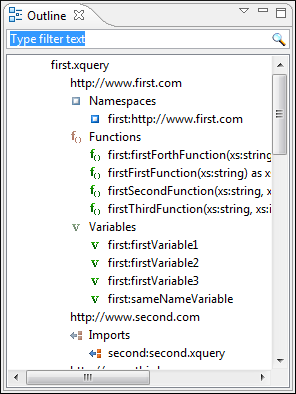 Outline
Type filter text
first.xquery
http://www.first.com
Namespaces
first:http://www.first.com
Functions
first:firstForthFunction(xs:string
firstFirstFunction(xs:string) as x
firstSecondFunction(xs:string, xs
firstThirdFunction(xs:string, xs:i
Variables
first:firstVariable1
first:firstVariable2
first:firstVariable3
first:sameNameVariable
http://www.second.com
Imports
second:second.xquery